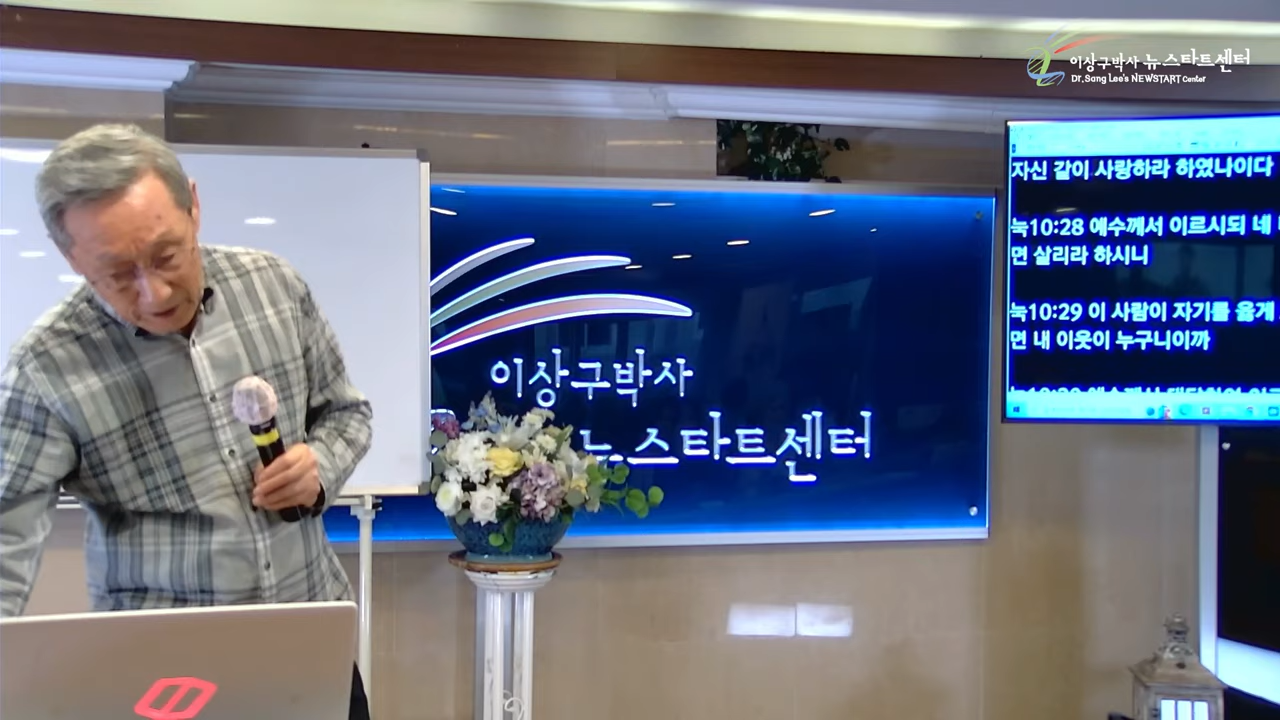 이상구박사 뉴스타트센터
Dr. Sang Lee's NEWSTART Center
자신 같이 사랑하라 하였나이다
눅10:28 예수께서 이르시되 네
면 살리라 하시니
눅10:29 이 사람이 자기를 옳게
면 내 이웃이 누구니이까
이상구박사
뉴스타트센터